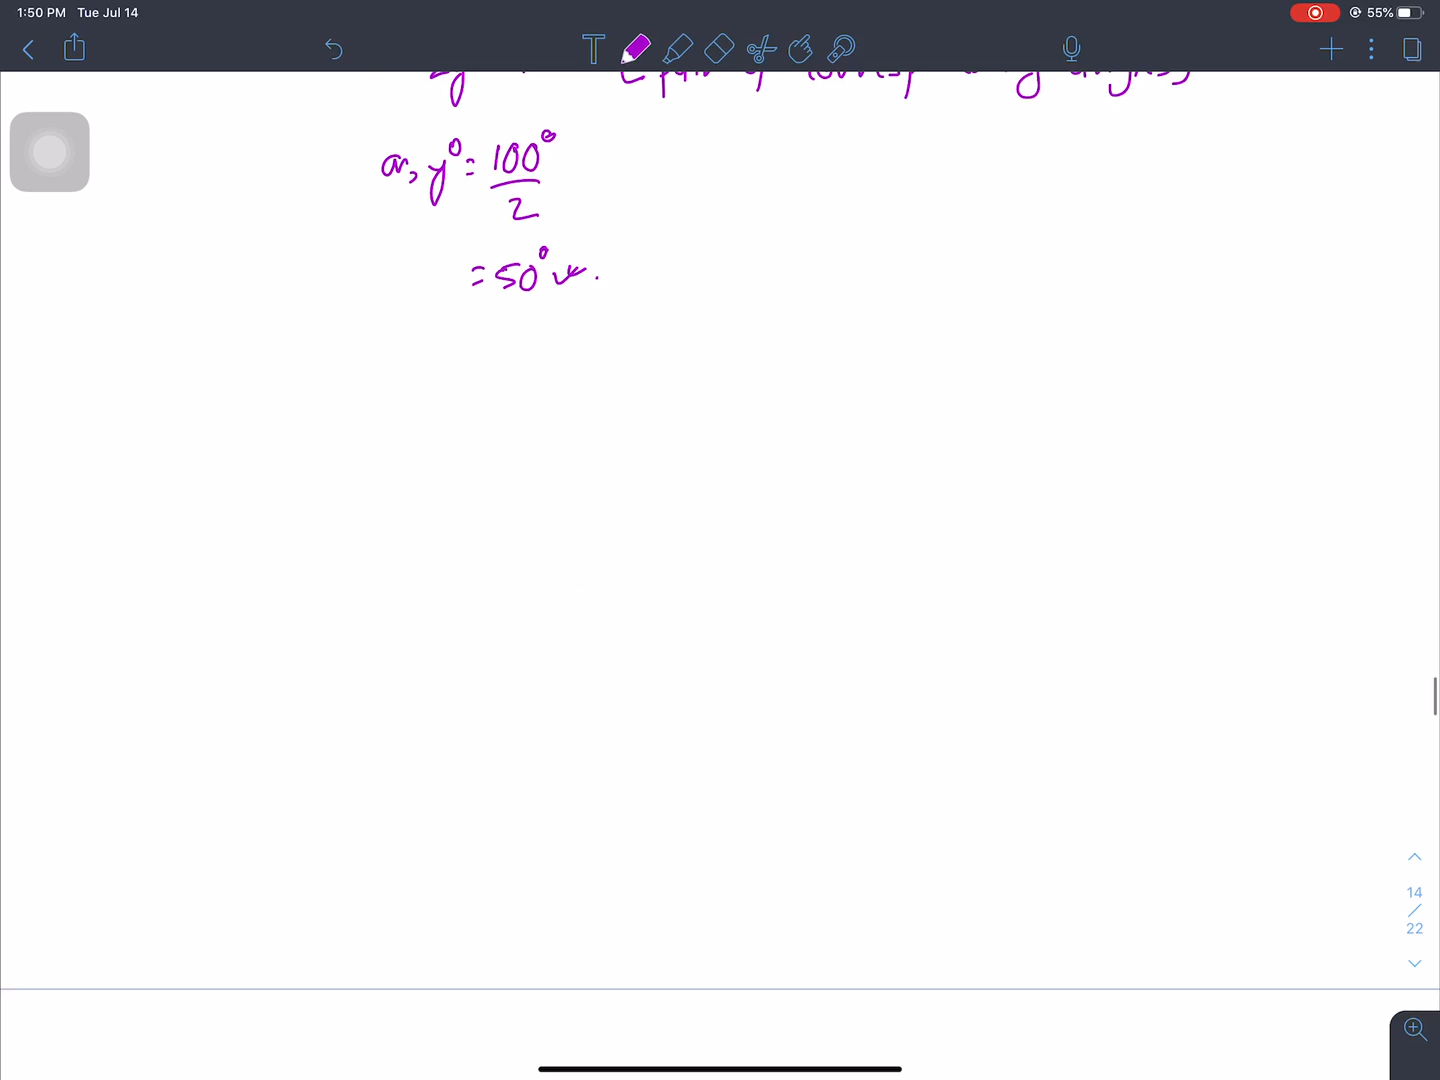 1:50 PM Tue Jul 14
55%
T
or, y° = 100°
2
= 50°
14
22